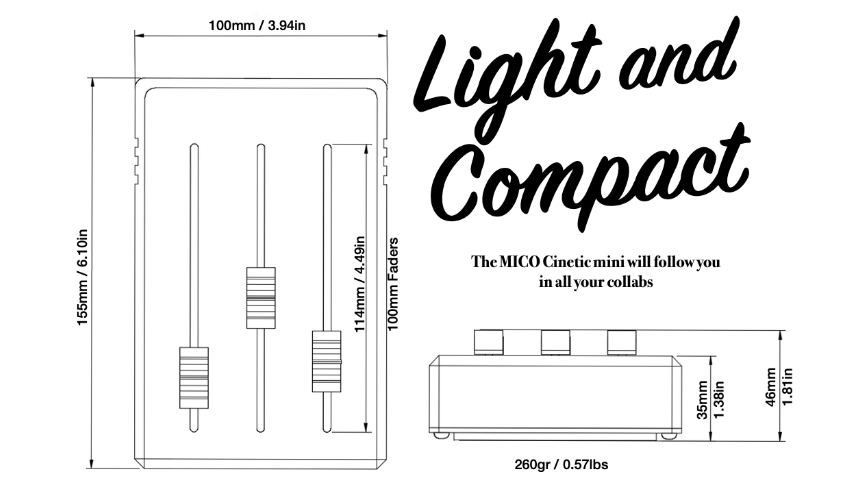 100mm / 3.94in
Light and
Compact
155mm / 6.10in
114mm / 4.49in
100mm Faders
The MICO Cinetic mini will follow you
in all your collabs
35mm
1.38in
46mm
1.81in
260gr / 0.57lbs